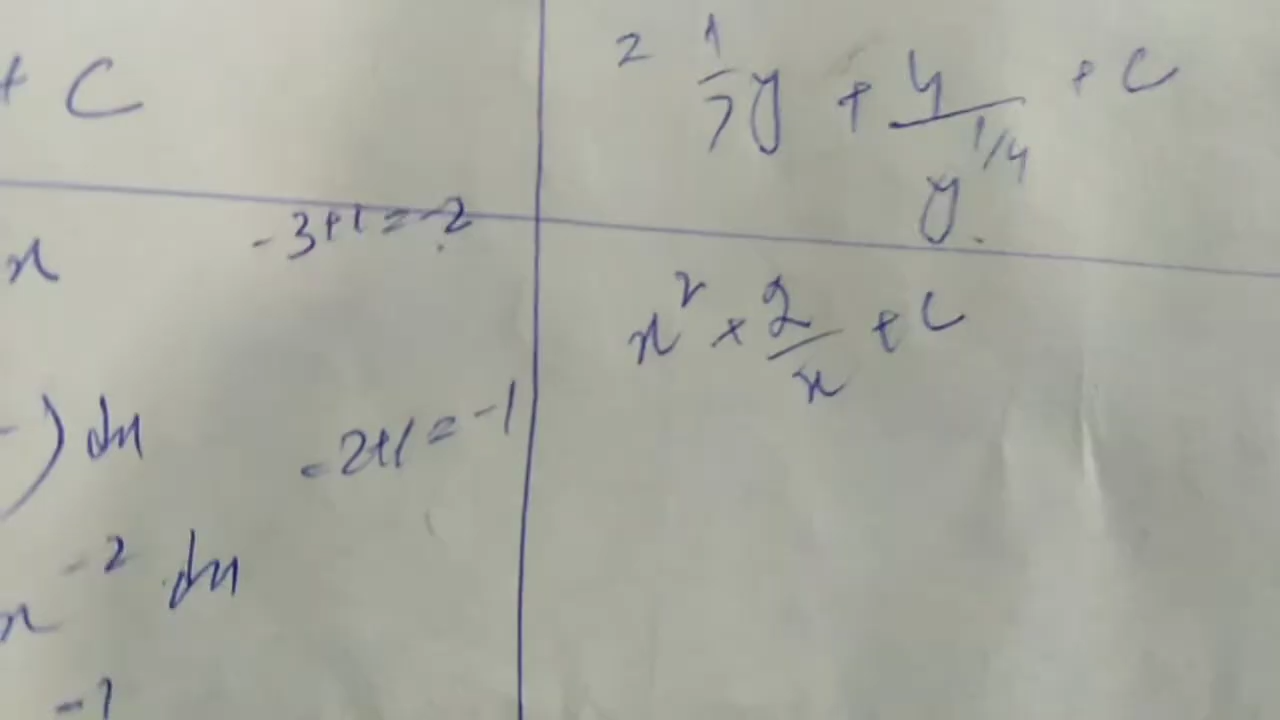 + C
x -3+1=-2
-) dx -2+1=-1
x^-2 dx
-1
2 1/7 y + 4/y^1/4 + C
x^2 + 2/x + C